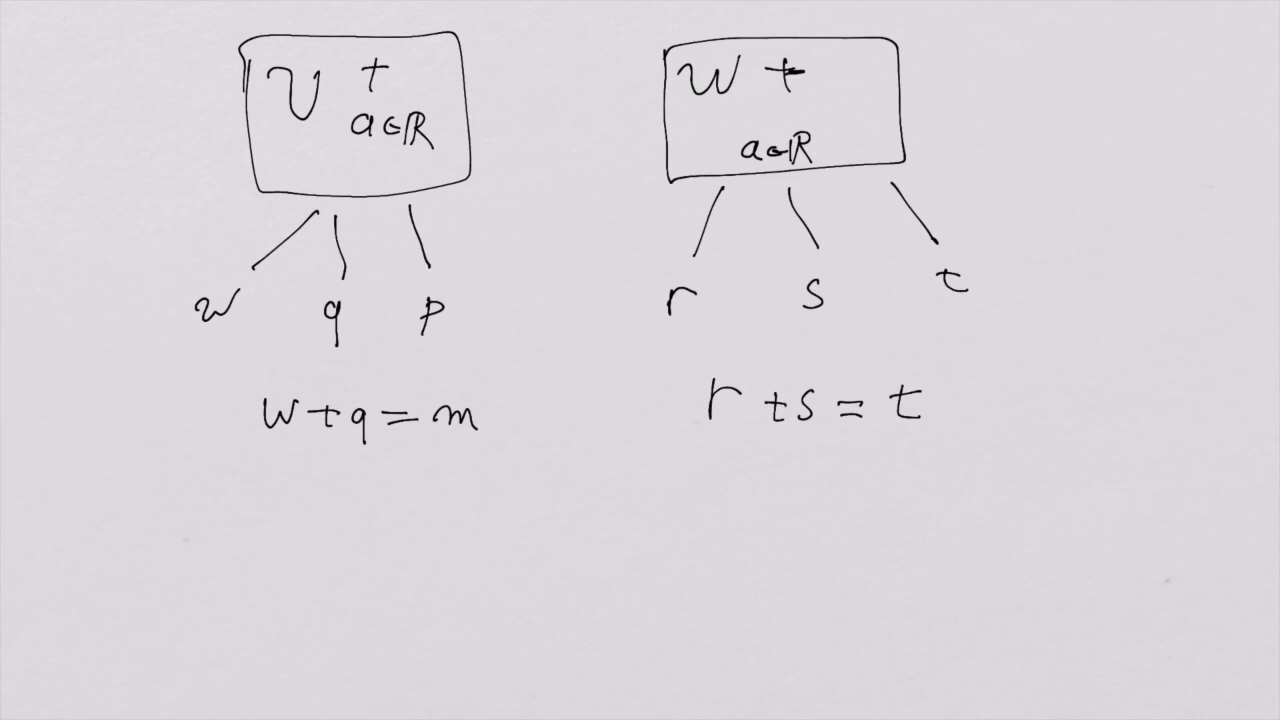 V +
a∈ℝ
W +
a∈ℝ
w q p
r s t
w+q=m
r+s=t